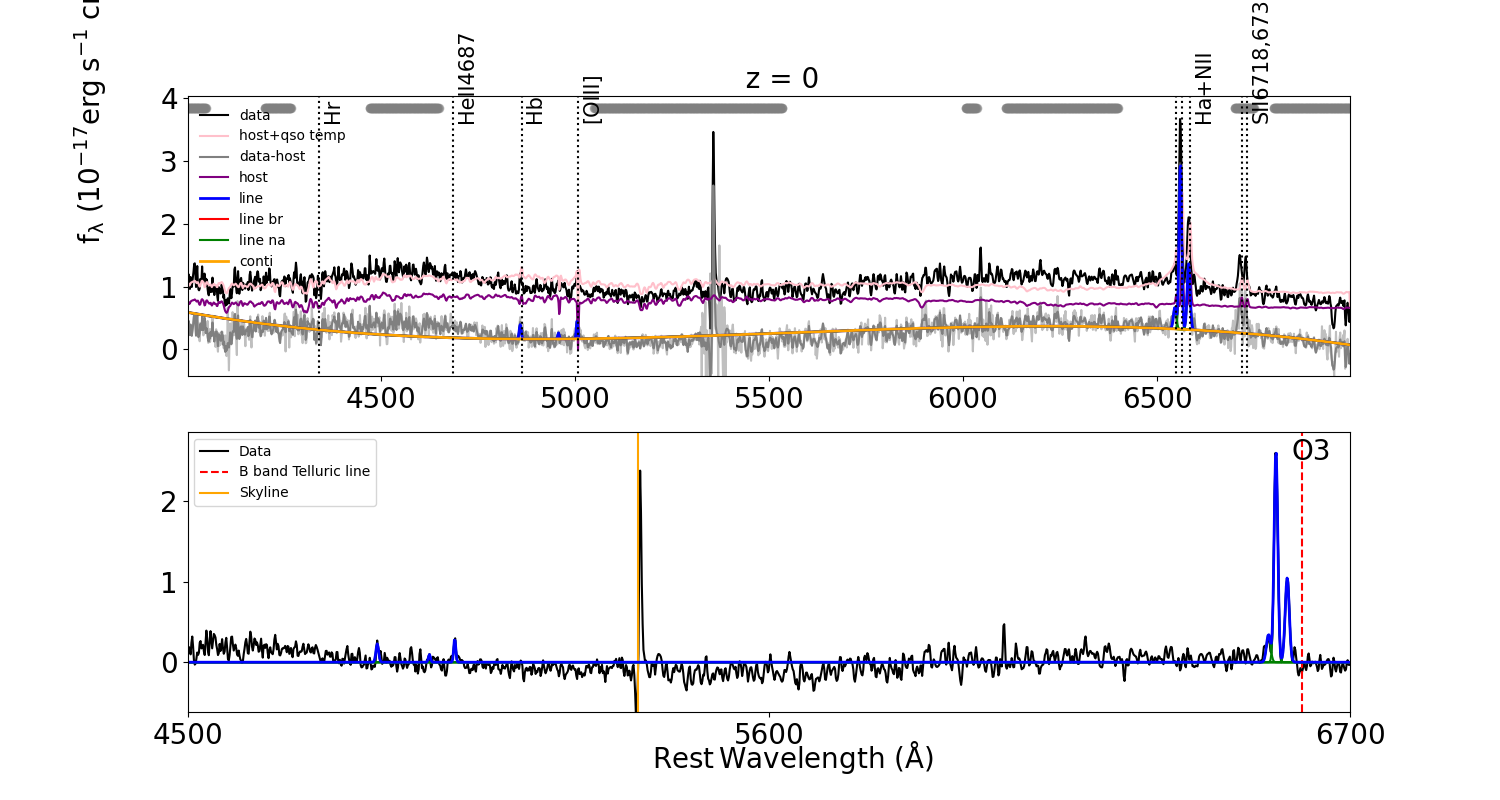 z = 0
f_λ (10^−17 erg s^−1 c
4
3
2
1
0
data
host+qso temp
data-host
host
line
line br
line na
conti
Hr
HeII4687
Hb
[OIII]
Ha+NII
SII6718,673
4500
5000
5500
6000
6500
Data
B band Telluric line
Skyline
O3
2
1
0
4500
5600
6700
Rest Wavelength (Å)